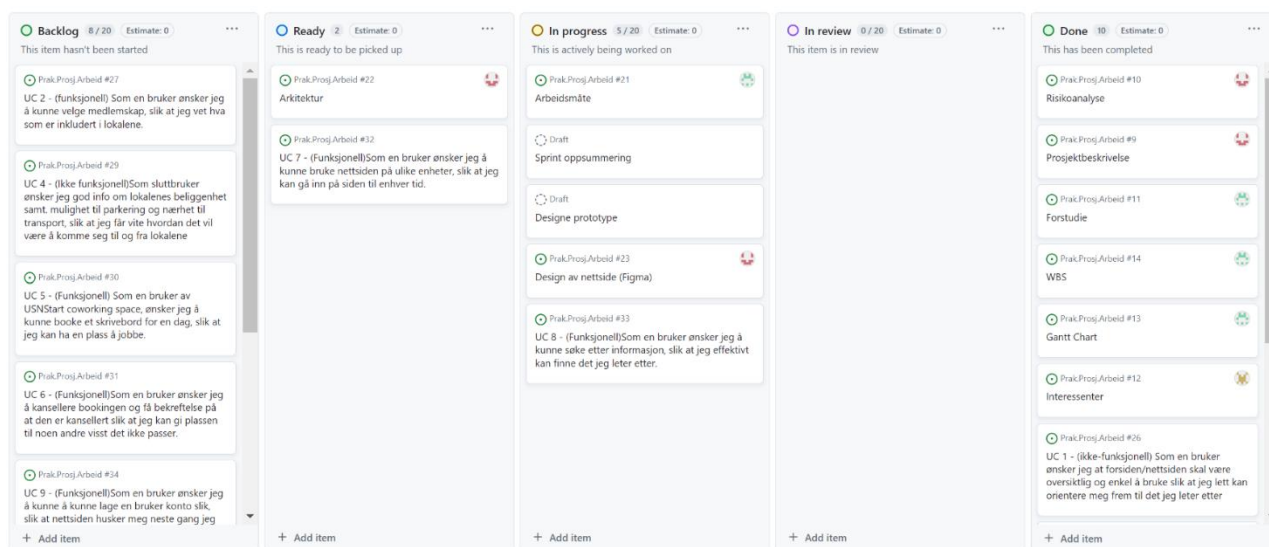 Backlog 8 / 20 Estimate: 0
This item hasn't been started
Prak.Prosj.Arbeid #27
UC 2 - (funksjonell) Som en bruker ønsker jeg
å kunne velge medlemskap, slik at jeg vet hva
som er inkludert i lokalene.
Prak.Prosj.Arbeid #29
UC 4 - (Ikke funksjonell)Som sluttbruker
ønsker jeg god info om lokalenes beliggenhet
samt. mulighet til parkering og nærhet til
transport, slik at jeg får vite hvordan det vil
være å komme seg til og fra lokalene
Prak.Prosj.Arbeid #30
UC 5 - (Funksjonell) Som en bruker av
USNStart coworking space, ønsker jeg å
kunne booke et skrivebord for en dag, slik at
jeg kan ha en plass å jobbe.
Prak.Prosj.Arbeid #31
UC 6 - (Funksjonell)Som en bruker ønsker jeg
å kansellere bookingen og få bekreftelse på
at den er kansellert slik at jeg kan gi plassen
til noen andre visst det ikke passer.
Prak.Prosj.Arbeid #34
UC 9 - (Funksjonell)Som en bruker ønsker jeg
å kunne å kunne lage en bruker konto slik,
slik at nettsiden husker meg neste gang jeg
+ Add item
Ready 2 Estimate: 0
This is ready to be picked up
Prak.Prosj.Arbeid #22
Arkitektur
Prak.Prosj.Arbeid #32
UC 7 - (Funksjonell)Som en bruker ønsker jeg å
kunne bruke nettsiden på ulike enheter, slik at jeg
kan gå inn på siden til enhver tid.
+ Add item
In progress 5 / 20 Estimate: 0
This is actively being worked on
Prak.Prosj.Arbeid #21
Arbeidsmåte
Draft
Sprint oppsummering
Draft
Designe prototype
Prak.Prosj.Arbeid #23
Design av nettside (Figma)
Prak.Prosj.Arbeid #33
UC 8 - (Funksjonell)Som en bruker ønsker jeg å
kunne søke etter informasjon, slik at jeg effektivt
kan finne det jeg leter etter.
+ Add item
In review 0 / 20 Estimate: 0
This item is in review
+ Add item
Done 10 Estimate: 0
This has been completed
Prak.Prosj.Arbeid #10
Risikoanalyse
Prak.Prosj.Arbeid #9
Prosjektbeskrivelse
Prak.Prosj.Arbeid #11
Forstudie
Prak.Prosj.Arbeid #14
WBS
Prak.Prosj.Arbeid #13
Gantt Chart
Prak.Prosj.Arbeid #12
Interessenter
Prak.Prosj.Arbeid #26
UC 1 - (ikke-funksjonell) Som en bruker
ønsker jeg at forsiden/nettsiden skal være
oversiktlig og enkel å bruke slik at jeg lett kan
orientere meg frem til det jeg leter etter
+ Add item